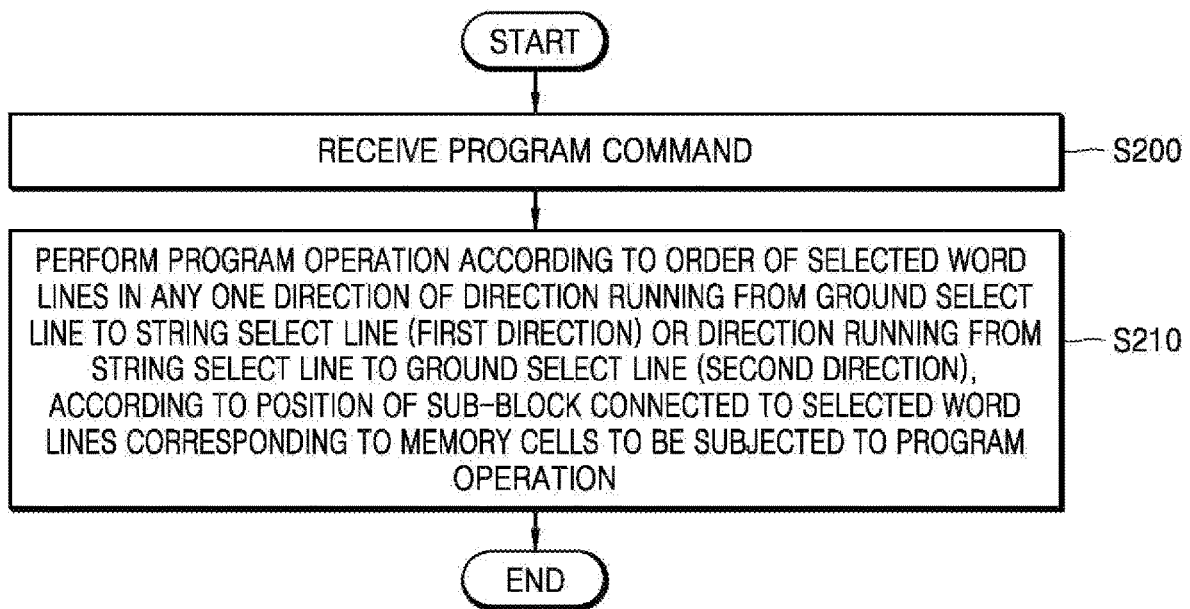 START
RECEIVE PROGRAM COMMAND
S200
PERFORM PROGRAM OPERATION ACCORDING TO ORDER OF SELECTED WORD
LINES IN ANY ONE DIRECTION OF DIRECTION RUNNING FROM GROUND SELECT
LINE TO STRING SELECT LINE (FIRST DIRECTION) OR DIRECTION RUNNING FROM
STRING SELECT LINE TO GROUND SELECT LINE (SECOND DIRECTION),
ACCORDING TO POSITION OF SUB-BLOCK CONNECTED TO SELECTED WORD
LINES CORRESPONDING TO MEMORY CELLS TO BE SUBJECTED TO PROGRAM
OPERATION
S210
END